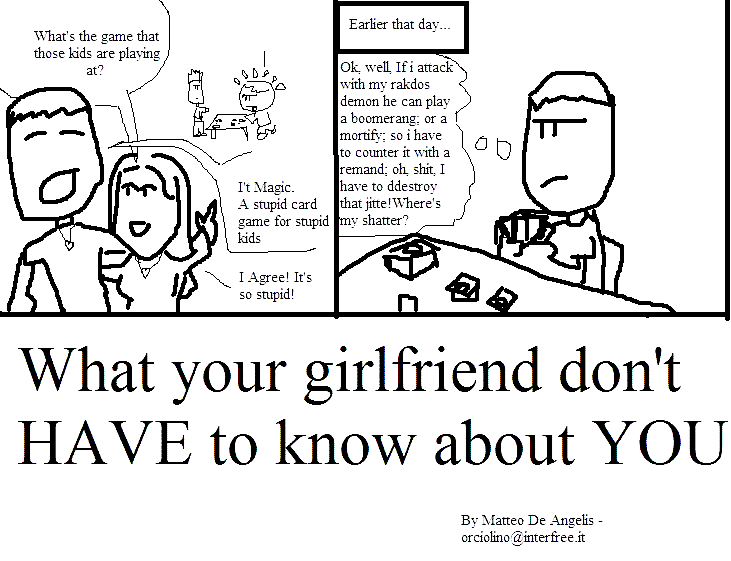 What's the game that
those kids are playing
at?
I't Magic.
A stupid card
game for stupid
kids
I Agree! It's
so stupid!
Earlier that day...
Ok, well, If i attack
with my rakdos
demon he can play
a boomerang; or a
mortify; so i have
to counter it with a
remand; oh, shit, I
have to ddestroy
that jitte!Where's
my shatter?
What your girlfriend don't
HAVE to know about YOU
By Matteo De Angelis -
orciolino@interfree.it